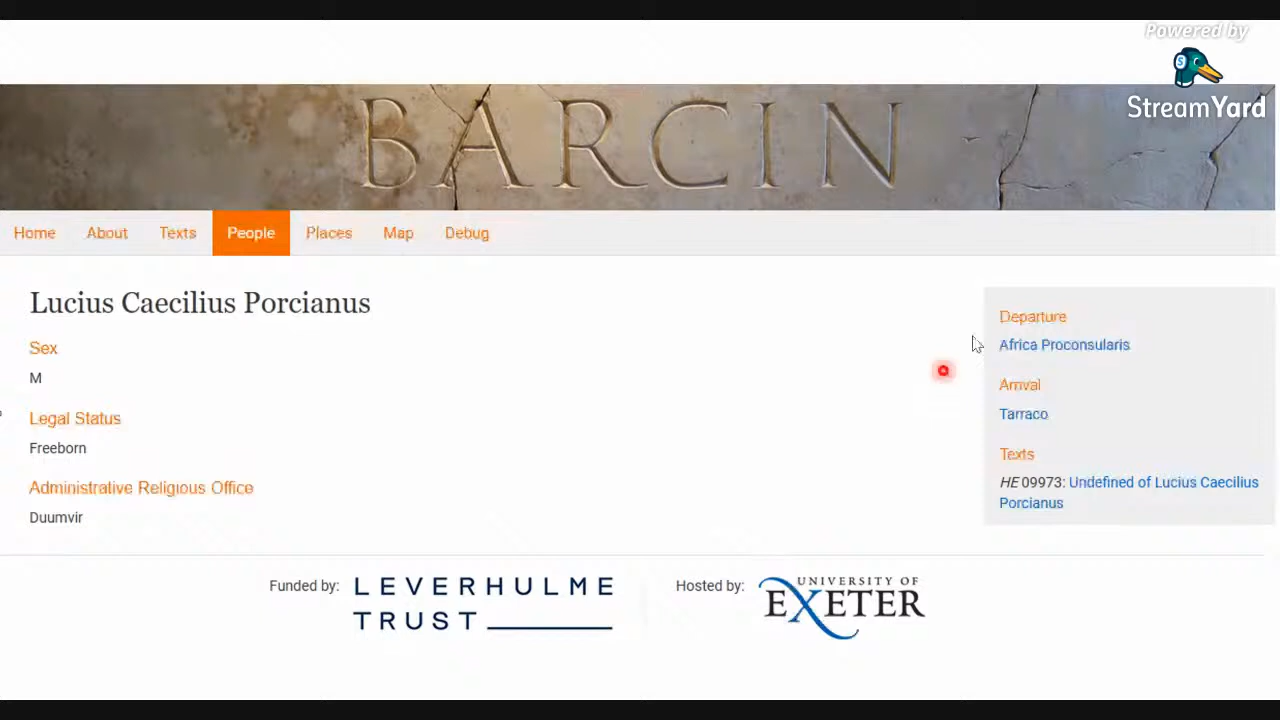 Powered by
StreamYard
BARCIN
Home About Texts People Places Map Debug
Lucius Caecilius Porcianus
Sex
M
Legal Status
Freeborn
Administrative Religious Office
Duumvir
Departure
Africa Proconsularis
Arrival
Tarraco
Texts
HE 09973: Undefined of Lucius Caecilius
Porcianus
Funded by: LEVERHULME
TRUST
Hosted by: UNIVERSITY OF
EXETER